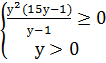 { y²(15y-1) / y-1 ≥ 0
y > 0